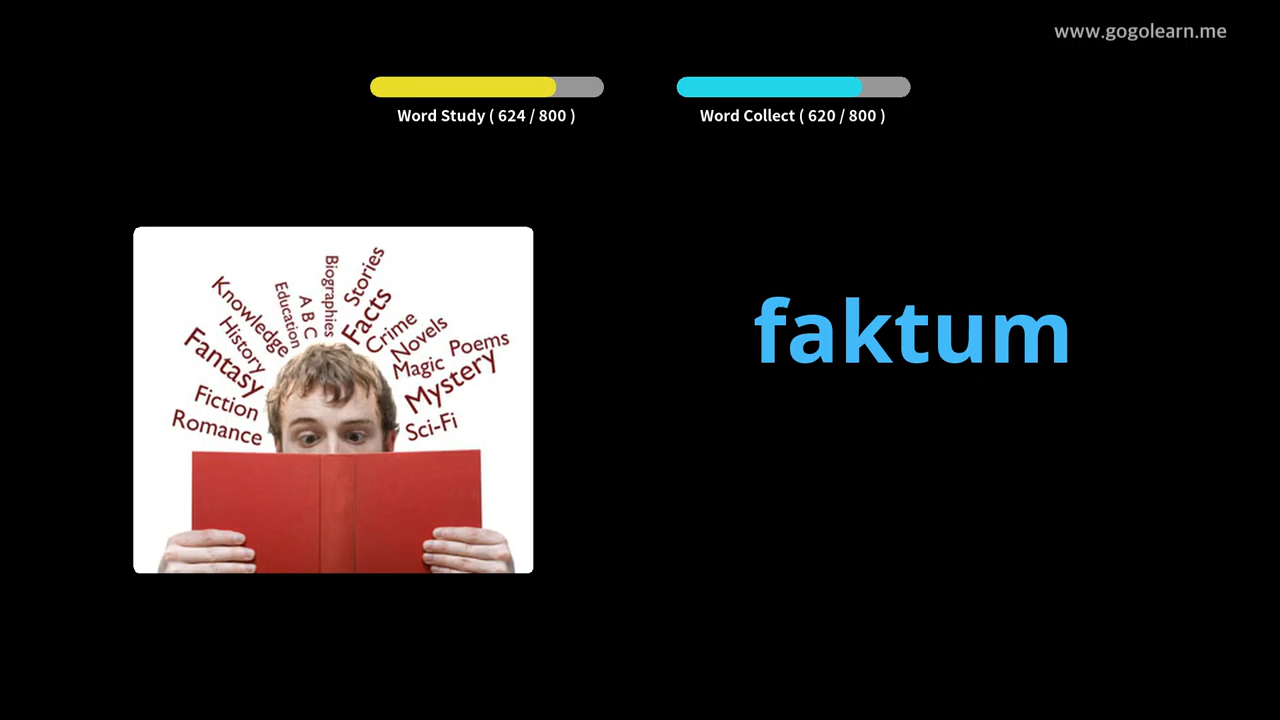 www.gogolearn.me
Word Study ( 624 / 800 )
Word Collect ( 620 / 800 )
faktum
Biographies
Stories
Education
A B C
Facts
Knowledge
Crime
History
Novels
Poems
Fantasy
Magic
Mystery
Fiction
Romance
Sci-Fi